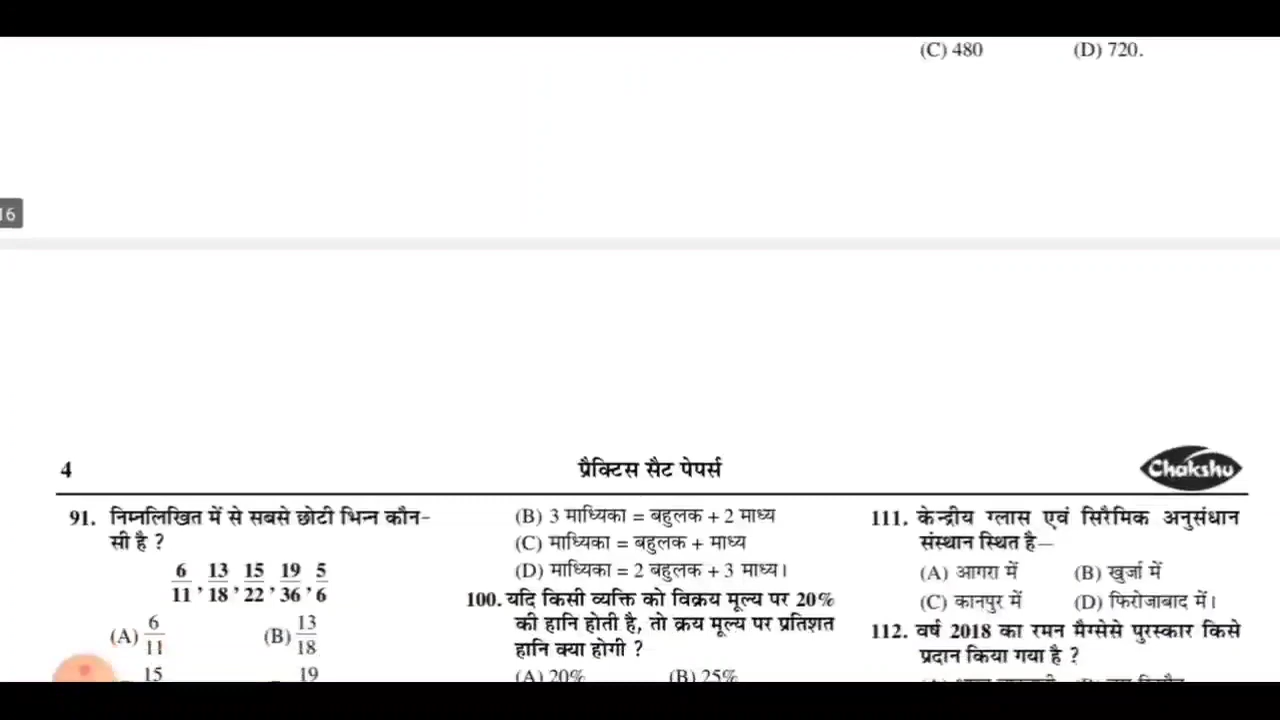 (C) 480 (D) 720.
16
4 प्रैक्टिस सैट पेपर्स Chakshu
91. निम्नलिखित में से सबसे छोटी भिन्न कौन-
सी है ?
6/11, 13/18, 15/22, 19/36, 5/6
(A) 6/11 (B) 13/18
15 19
(B) 3 माध्यिका = बहुलक + 2 माध्य
(C) माध्यिका = बहुलक + माध्य
(D) माध्यिका = 2 बहुलक + 3 माध्य।
100. यदि किसी व्यक्ति को विक्रय मूल्य पर 20%
की हानि होती है, तो क्रय मूल्य पर प्रतिशत
हानि क्या होगी ?
(A) 20% (B) 25%
111. केन्द्रीय ग्लास एवं सिरैमिक अनुसंधान
संस्थान स्थित है—
(A) आगरा में (B) खुर्जा में
(C) कानपुर में (D) फिरोजाबाद में।
112. वर्ष 2018 का रमन मैग्सेसे पुरस्कार किसे
प्रदान किया गया है ?